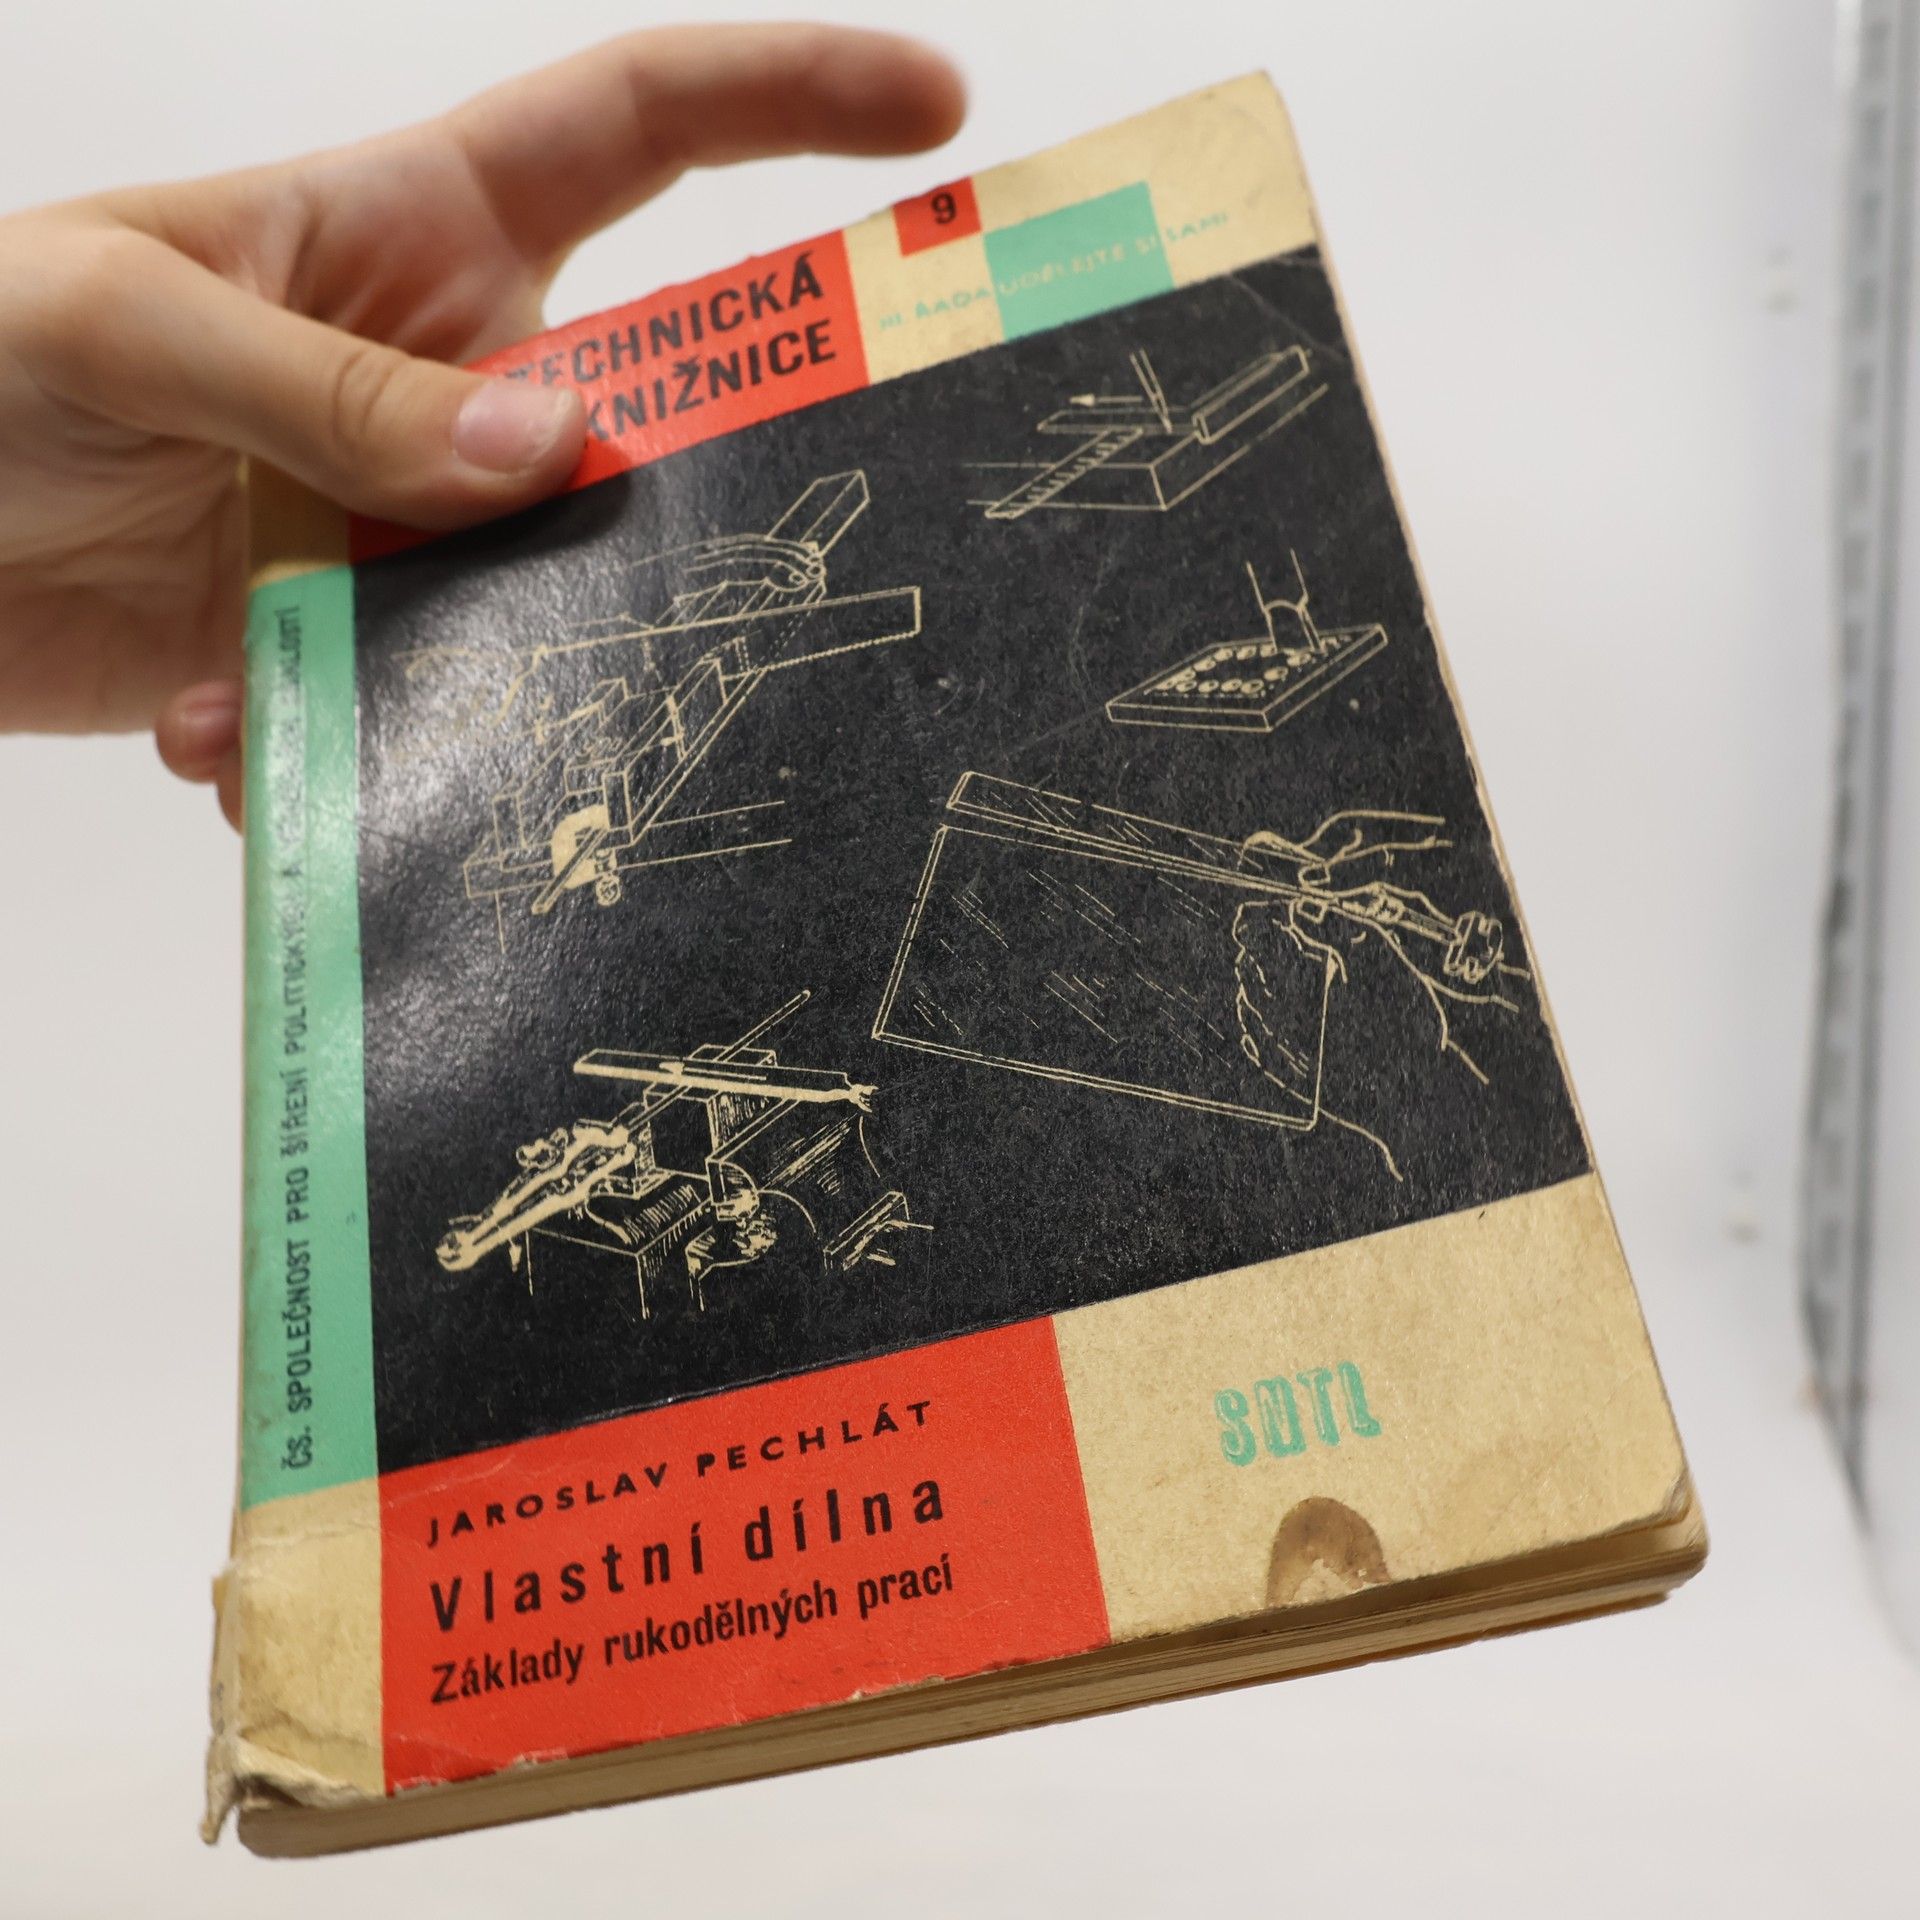 TECHNICKÁ
KNIŽNICE
9
III. ŘADA UDĚLEJTE SI SAMI
ČS. SPOLEČNOST PRO ŠÍŘENÍ POLITICKÝCH A ZNALOSTÍ
JAROSLAV PECHLÁT
Vlastní dílna
Základy rukodělných prací
SNTL